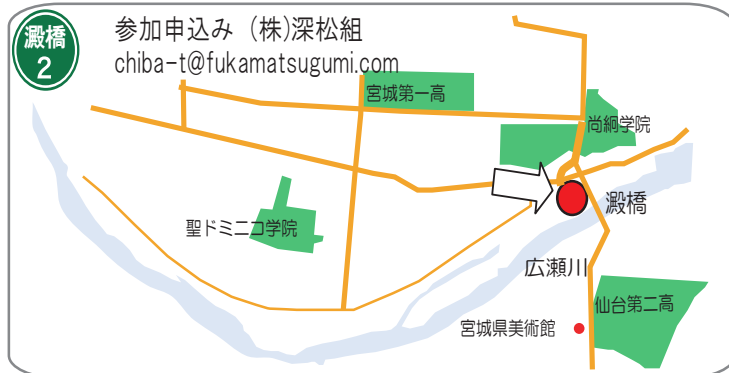 澱橋
2
参加申込み（株）深松組
chiba-t@fukamatsugumi.com
宮城第一高
尚絅学院
聖ドミニコ学院
澱橋
広瀬川
仙台第二高
宮城県美術館